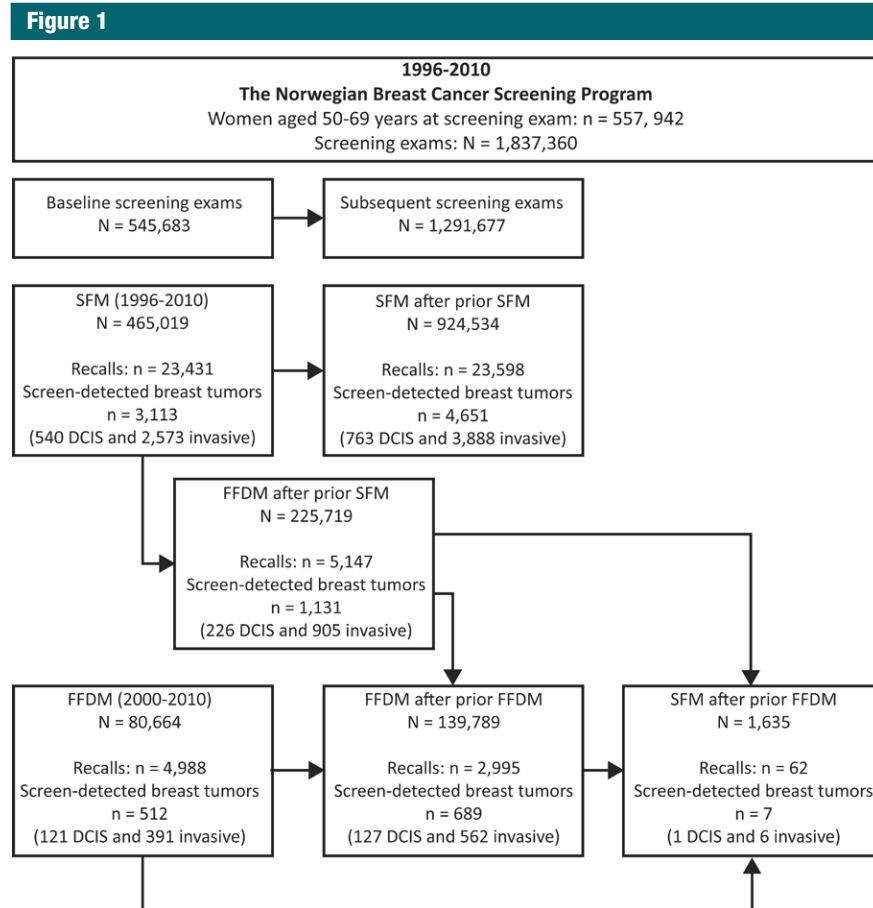 Figure 1
1996-2010
The Norwegian Breast Cancer Screening Program
Women aged 50-69 years at screening exam: n = 557, 942
Screening exams: N = 1,837,360
Baseline screening exams
N = 545,683
Subsequent screening exams
N = 1,291,677
SFM (1996-2010)
N = 465,019
Recalls: n = 23,431
Screen-detected breast tumors
n = 3,113
(540 DCIS and 2,573 invasive)
SFM after prior SFM
N = 924,534
Recalls: n = 23,598
Screen-detected breast tumors
n = 4,651
(763 DCIS and 3,888 invasive)
FFDM after prior SFM
N = 225,719
Recalls: n = 5,147
Screen-detected breast tumors
n = 1,131
(226 DCIS and 905 invasive)
FFDM (2000-2010)
N = 80,664
Recalls: n = 4,988
Screen-detected breast tumors
n = 512
(121 DCIS and 391 invasive)
FFDM after prior FFDM
N = 139,789
Recalls: n = 2,995
Screen-detected breast tumors
n = 689
(127 DCIS and 562 invasive)
SFM after prior FFDM
N = 1,635
Recalls: n = 62
Screen-detected breast tumors
n = 7
(1 DCIS and 6 invasive)